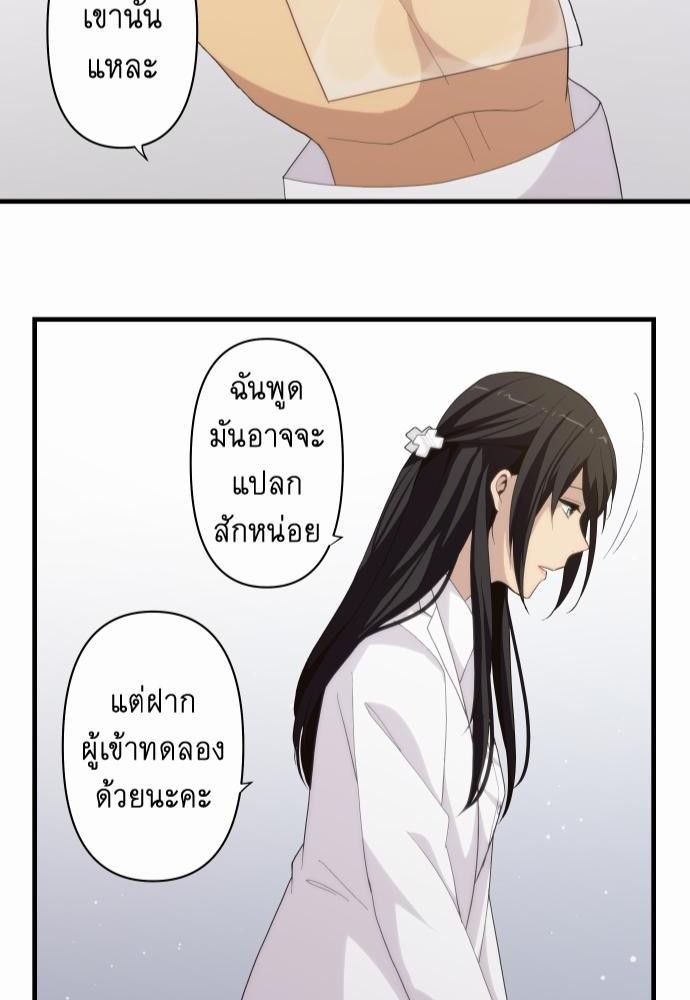 เขานั่น
แหละ
ฉันพูด
มันอาจจะ
แปลก
สักหน่อย
แต่ฝาก
ผู้เข้าทดลอง
ด้วยนะคะ